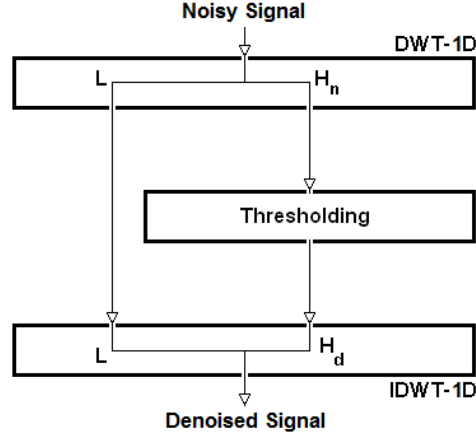 Noisy Signal
DWT-1D
L
Hn
Thresholding
L
Hd
IDWT-1D
Denoised Signal